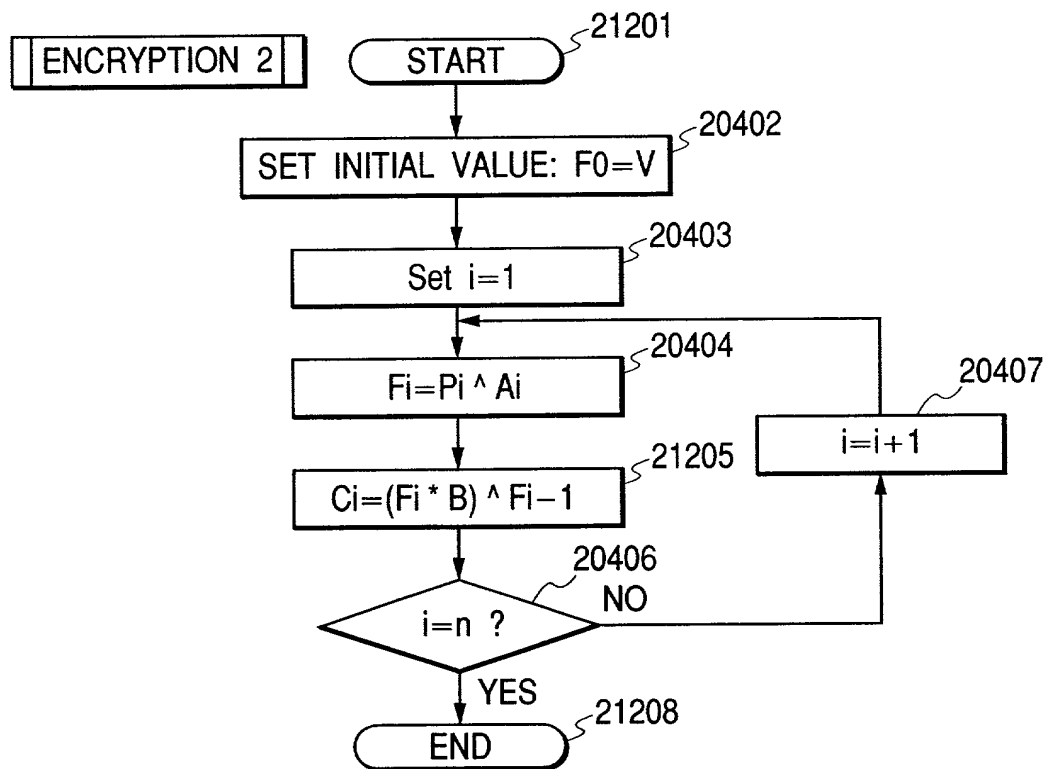 21201
ENCRYPTION 2
START
20402
SET INITIAL VALUE: F0=V
20403
Set i=1
20404
Fi=Pi ^ Ai
20407
i=i+1
21205
Ci=(Fi * B) ^ Fi−1
20406
NO
i=n ?
YES
21208
END